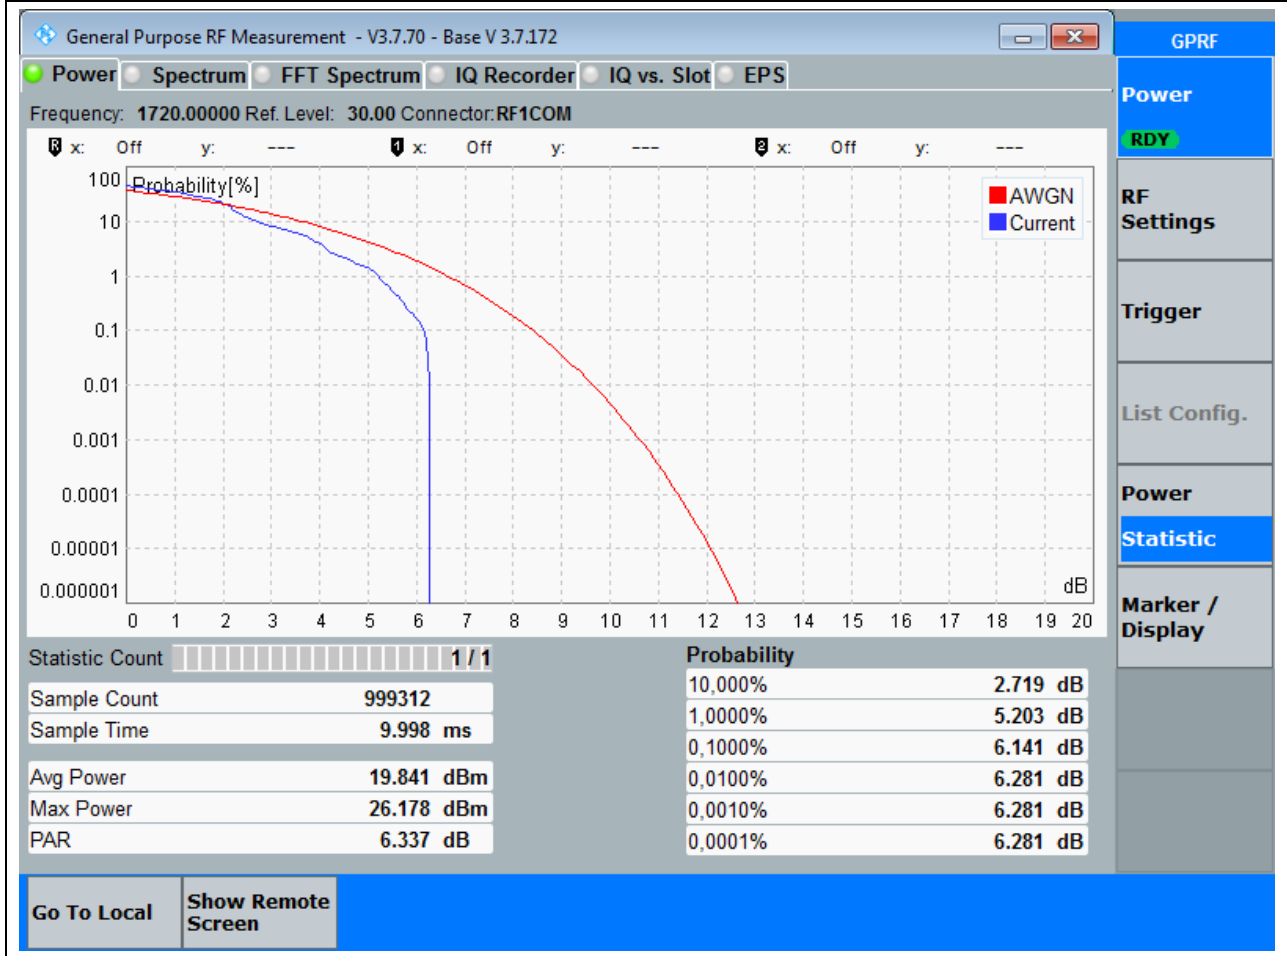 General Purpose RF Measurement - V3.7.70 - Base V 3.7.172
GPRF
Power Spectrum FFT Spectrum IQ Recorder IQ vs. Slot EPS
Frequency: 1720.00000 Ref. Level: 30.00 Connector: RF1COM
R x: Off y: --- 1 x: Off y: --- 2 x: Off y: ---
Probability[%]
AWGN
Current
100
10
1
0.1
0.01
0.001
0.0001
0.00001
0.000001
dB
0 1 2 3 4 5 6 7 8 9 10 11 12 13 14 15 16 17 18 19 20
Statistic Count 1 / 1
Sample Count 999312
Sample Time 9.998 ms
Avg Power 19.841 dBm
Max Power 26.178 dBm
PAR 6.337 dB
Probability
10,000% 2.719 dB
1,0000% 5.203 dB
0,1000% 6.141 dB
0,0100% 6.281 dB
0,0010% 6.281 dB
0,0001% 6.281 dB
Power
RDY
RF
Settings
Trigger
List Config.
Power
Statistic
Marker /
Display
Go To Local
Show Remote
Screen